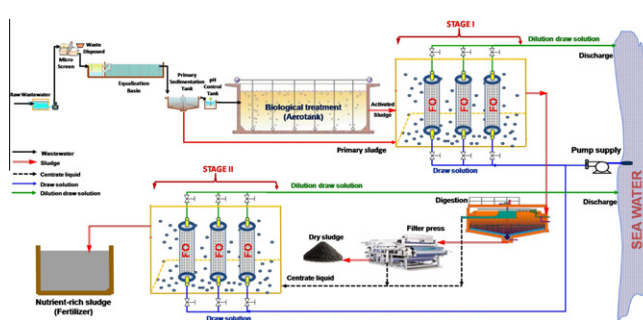 STAGE I
Dilution draw solution
Discharge
Waste Disposed
Micro
Screen
Raw Wastewater
Equalization
Basin
Primary
Sedimentation
Tank
pH
Control
Tank
Biological treatment
(Aerotank)
Activated
Sludge
FO
FO
FO
Primary sludge
Draw solution
Pump supply
SEA WATER
Wastewater
Sludge
Centrate liquid
Draw solution
Dilution draw solution
STAGE II
Dilution draw solution
Discharge
Digestion
Filter press
Dry sludge
FO
FO
FO
Centrate liquid
Nutrient-rich sludge
(Fertilizer)
Draw solution